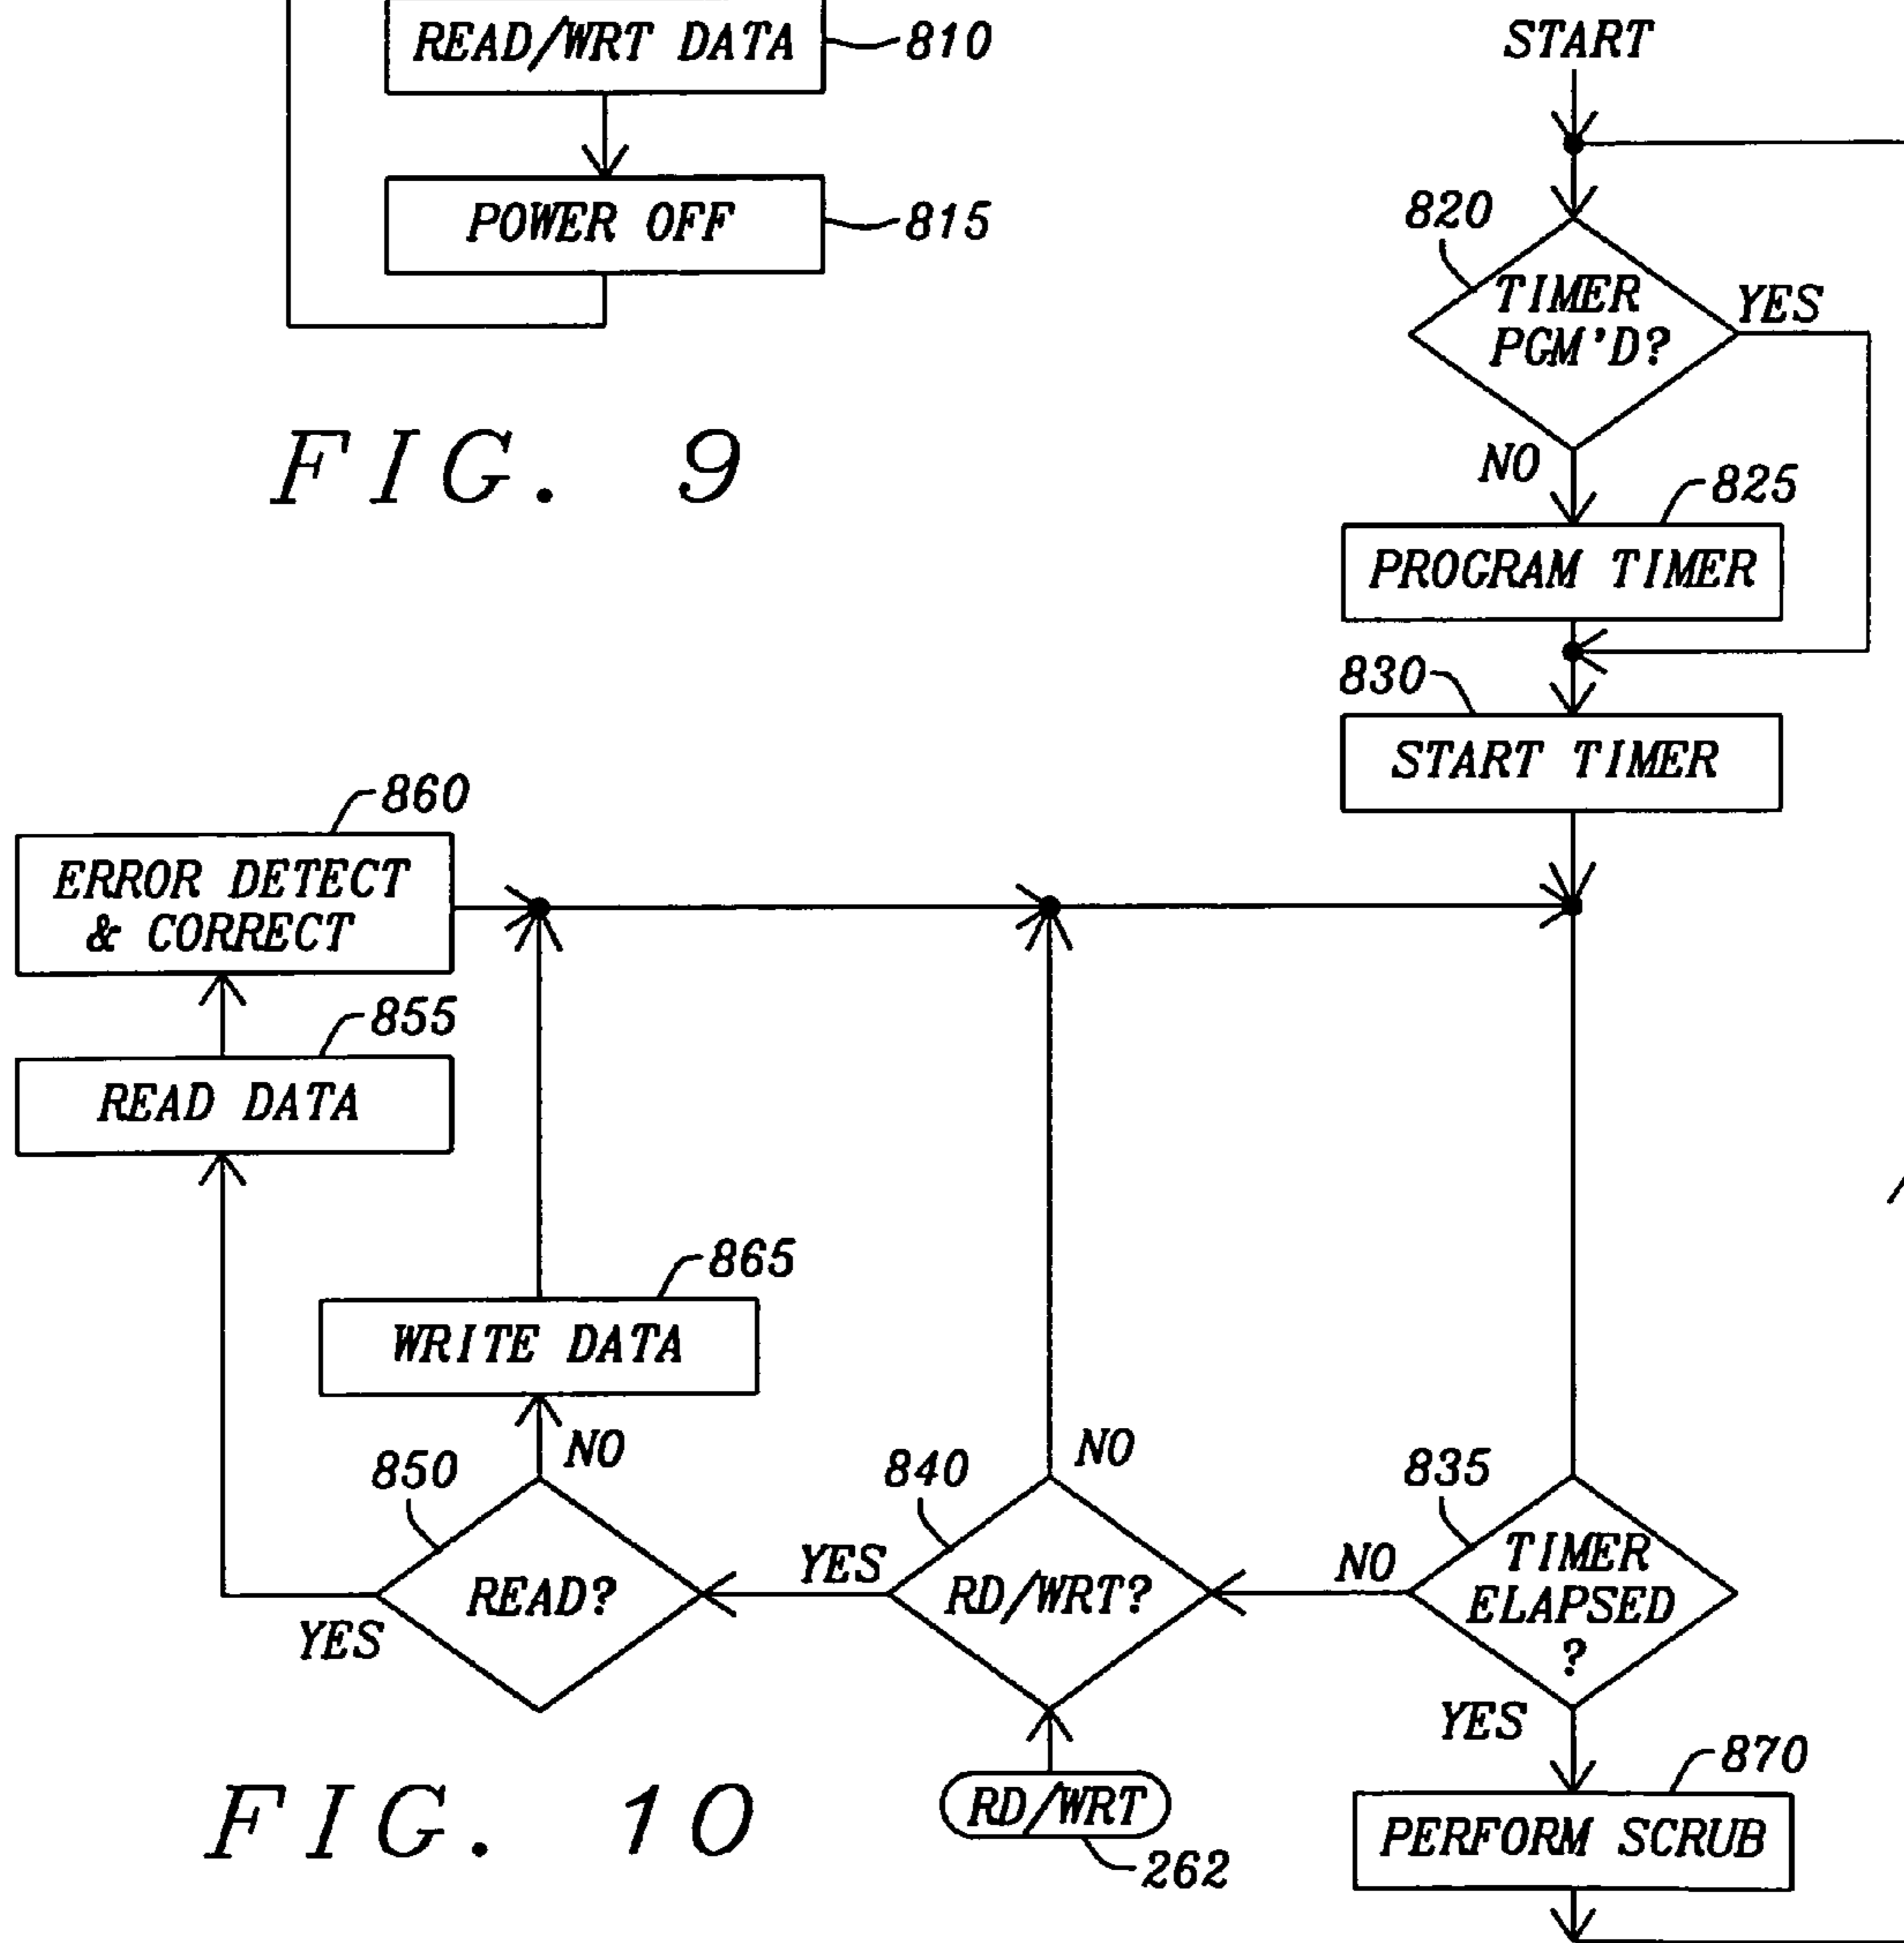 READ/WRT DATA
810
POWER OFF
815
FIG. 9
START
820
TIMER
PGM'D?
YES
NO
825
PROGRAM TIMER
830
START TIMER
860
ERROR DETECT
& CORRECT
855
READ DATA
865
WRITE DATA
850
NO
READ?
YES
840
NO
YES
RD/WRT?
835
NO
TIMER
ELAPSED
?
YES
870
PERFORM SCRUB
RD/WRT
262
FIG. 10